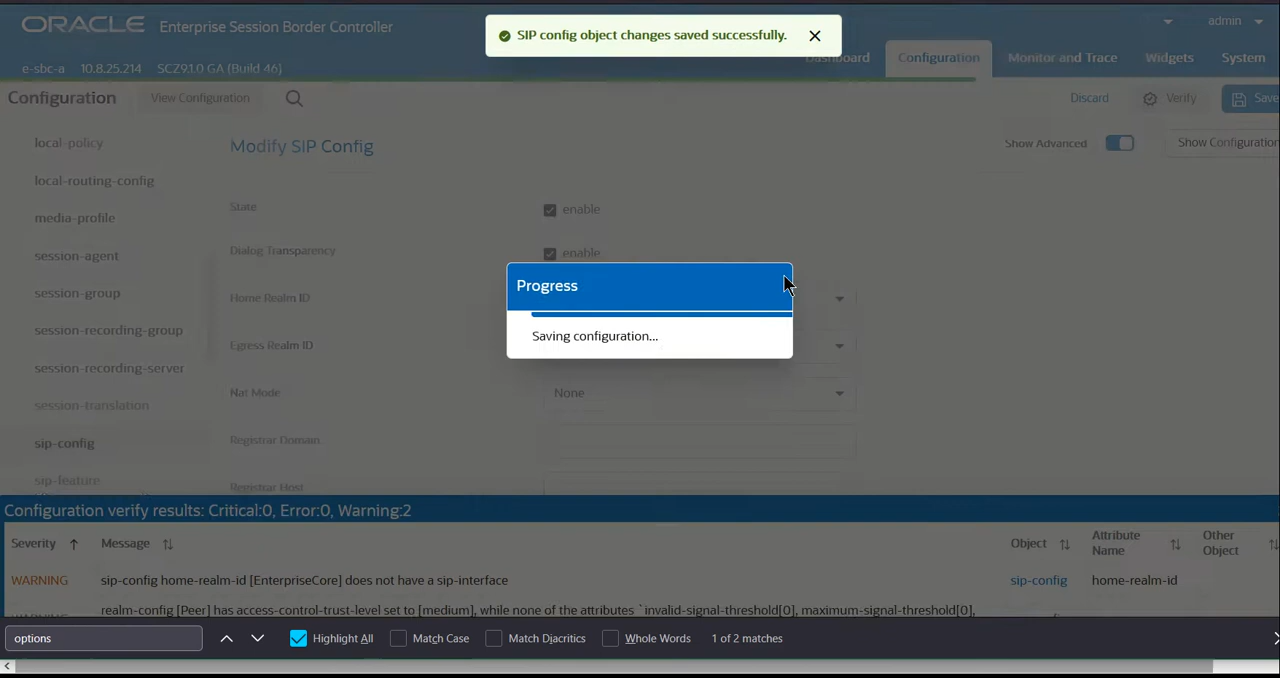 ORACLE Enterprise Session Border Controller
admin
SIP config object changes saved successfully.
e-sbc-a 10.8.25.214 SCZ9.1.0 GA (Build 46)
Dashboard Configuration Monitor and Trace Widgets System
Configuration View Configuration Discard Verify Save
local-policy
local-routing-config
media-profile
session-agent
session-group
session-recording-group
session-recording-server
session-translation
sip-config
sip-feature
Modify SIP Config
Show Advanced Show Configuration
State enable
Dialog Transparency enable
Home Realm ID
Egress Realm ID
Nat Mode None
Registrar Domain
Registrar Host
Progress
Saving configuration...
Configuration verify results: Critical:0, Error:0, Warning:2
Severity Message Object Attribute Name Other Object
WARNING sip-config home-realm-id [EnterpriseCore] does not have a sip-interface sip-config home-realm-id
realm-config [Peer] has access-control-trust-level set to [medium], while none of the attributes `invalid-signal-threshold[0], maximum-signal-threshold[0],
options Highlight All Match Case Match Diacritics Whole Words 1 of 2 matches